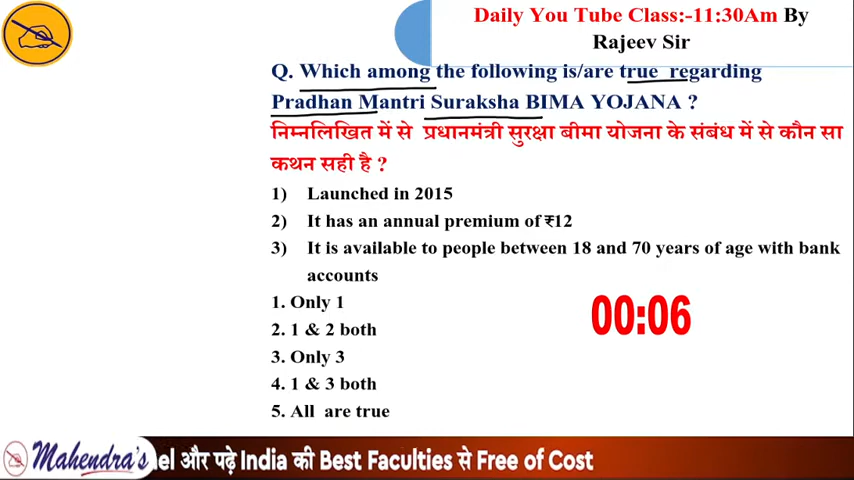 Daily You Tube Class:-11:30Am By
Rajeev Sir
Q. Which among the following is/are true regarding
Pradhan Mantri Suraksha BIMA YOJANA ?
निम्नलिखित में से प्रधानमंत्री सुरक्षा बीमा योजना के संबंध में से कौन सा
कथन सही है ?
1) Launched in 2015
2) It has an annual premium of ₹12
3) It is available to people between 18 and 70 years of age with bank
accounts
1. Only 1
00:06
2. 1 & 2 both
3. Only 3
4. 1 & 3 both
5. All are true
Mahendra's
el और पढ़े India की Best Faculties से Free of Cost